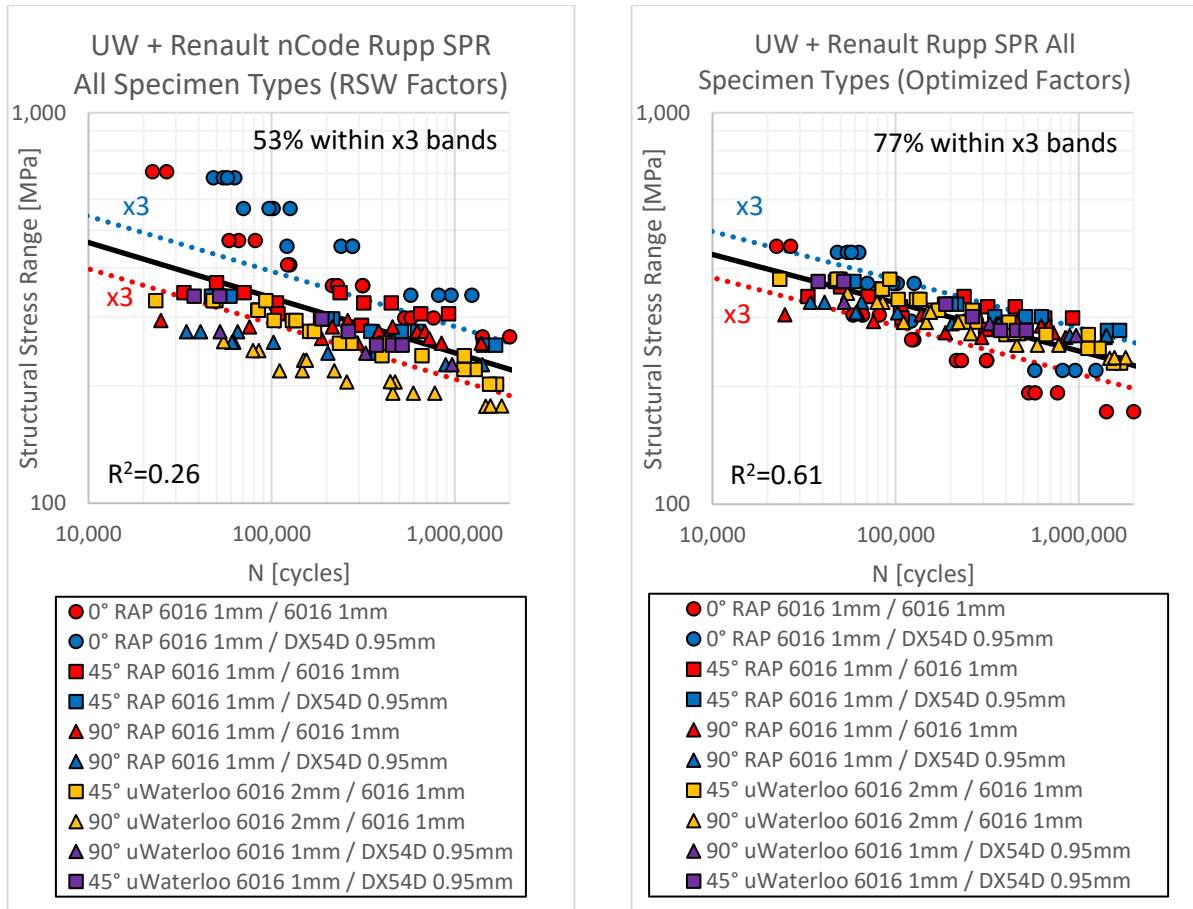 UW + Renault nCode Rupp SPR
All Specimen Types (RSW Factors)
1,000
53% within x3 bands
x3
x3
Structural Stress Range [MPa]
R²=0.26
100
10,000
100,000
1,000,000
N [cycles]
0° RAP 6016 1mm / 6016 1mm
0° RAP 6016 1mm / DX54D 0.95mm
45° RAP 6016 1mm / 6016 1mm
45° RAP 6016 1mm / DX54D 0.95mm
90° RAP 6016 1mm / 6016 1mm
90° RAP 6016 1mm / DX54D 0.95mm
45° uWaterloo 6016 2mm / 6016 1mm
90° uWaterloo 6016 2mm / 6016 1mm
90° uWaterloo 6016 1mm / DX54D 0.95mm
45° uWaterloo 6016 1mm / DX54D 0.95mm
UW + Renault Rupp SPR All
Specimen Types (Optimized Factors)
1,000
77% within x3 bands
x3
x3
Structural Stress Range [MPa]
R²=0.61
100
10,000
100,000
1,000,000
N [cycles]
0° RAP 6016 1mm / 6016 1mm
0° RAP 6016 1mm / DX54D 0.95mm
45° RAP 6016 1mm / 6016 1mm
45° RAP 6016 1mm / DX54D 0.95mm
90° RAP 6016 1mm / 6016 1mm
90° RAP 6016 1mm / DX54D 0.95mm
45° uWaterloo 6016 2mm / 6016 1mm
90° uWaterloo 6016 2mm / 6016 1mm
90° uWaterloo 6016 1mm / DX54D 0.95mm
45° uWaterloo 6016 1mm / DX54D 0.95mm